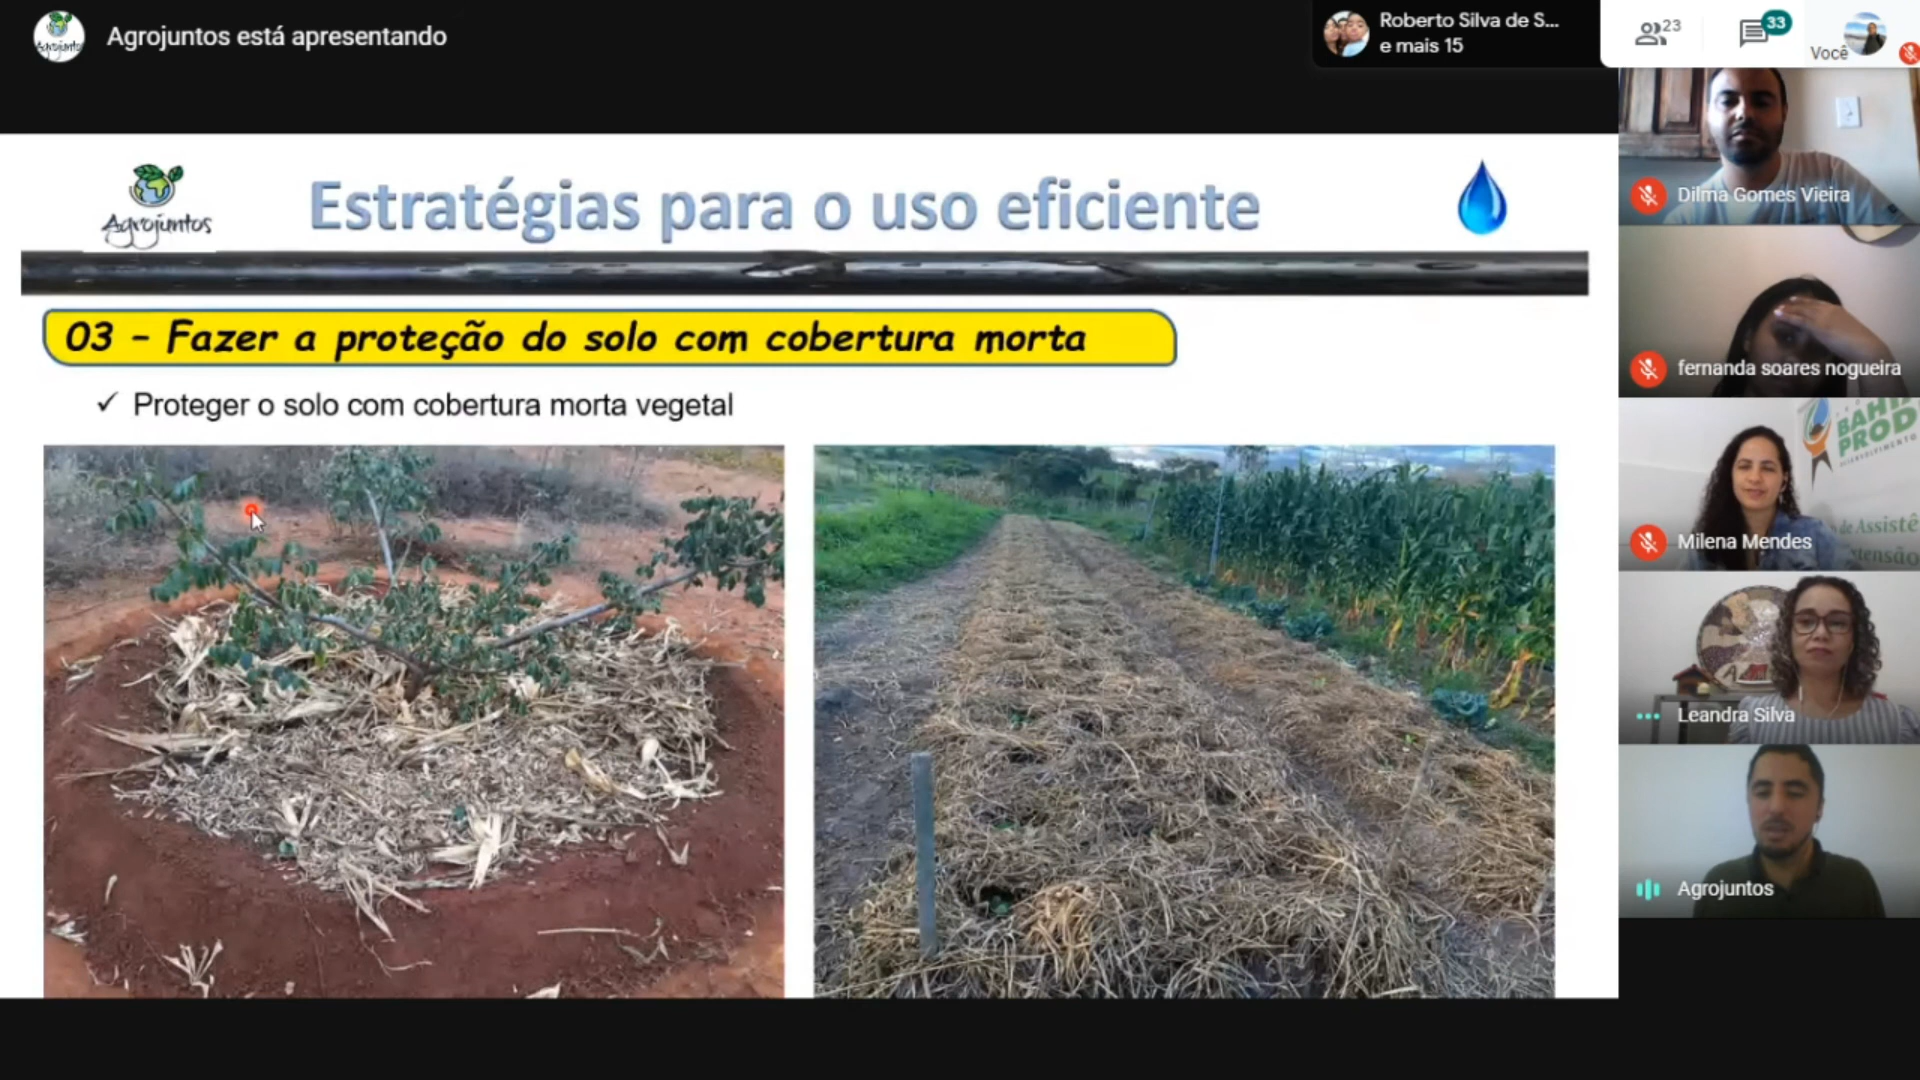 Agrojuntos está apresentando
Roberto Silva de S...
e mais 15
23
33
Você
Agrojuntos
Estratégias para o uso eficiente
03 - Fazer a proteção do solo com cobertura morta
✓ Proteger o solo com cobertura morta vegetal
Dilma Gomes Vieira
fernanda soares nogueira
Milena Mendes
Leandra Silva
Agrojuntos